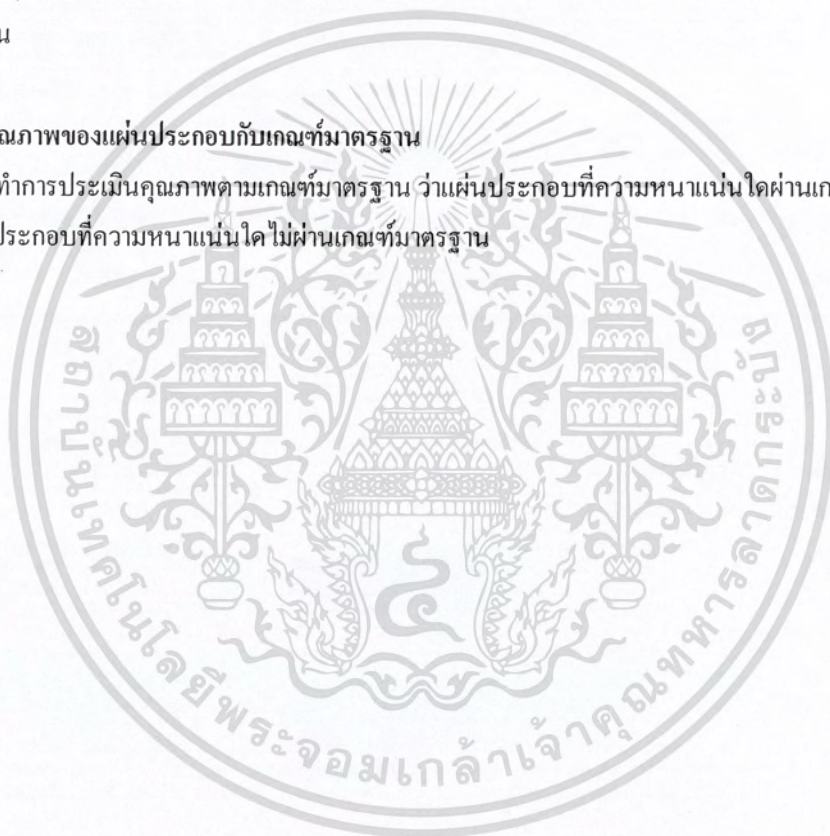 น
ณภาพของแผ่นประกอบกับเกณฑ์มาตรฐาน
ทำการประเมินคุณภาพตามเกณฑ์มาตรฐาน ว่าแผ่นประกอบที่ความหนาแน่นใดผ่านเก
ประกอบที่ความหนาแน่นใดไม่ผ่านเกณฑ์มาตรฐาน
สถาบันเทคโนโลยีพระจอมเกล้าเจ้าคุณทหารลาดกระบัง
๔